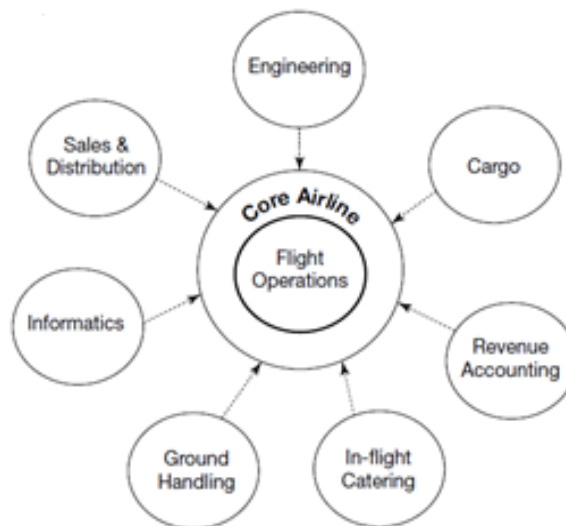 Engineering
Sales &
Distribution
Cargo
Core Airline
Flight
Operations
Informatics
Revenue
Accounting
Ground
Handling
In-flight
Catering